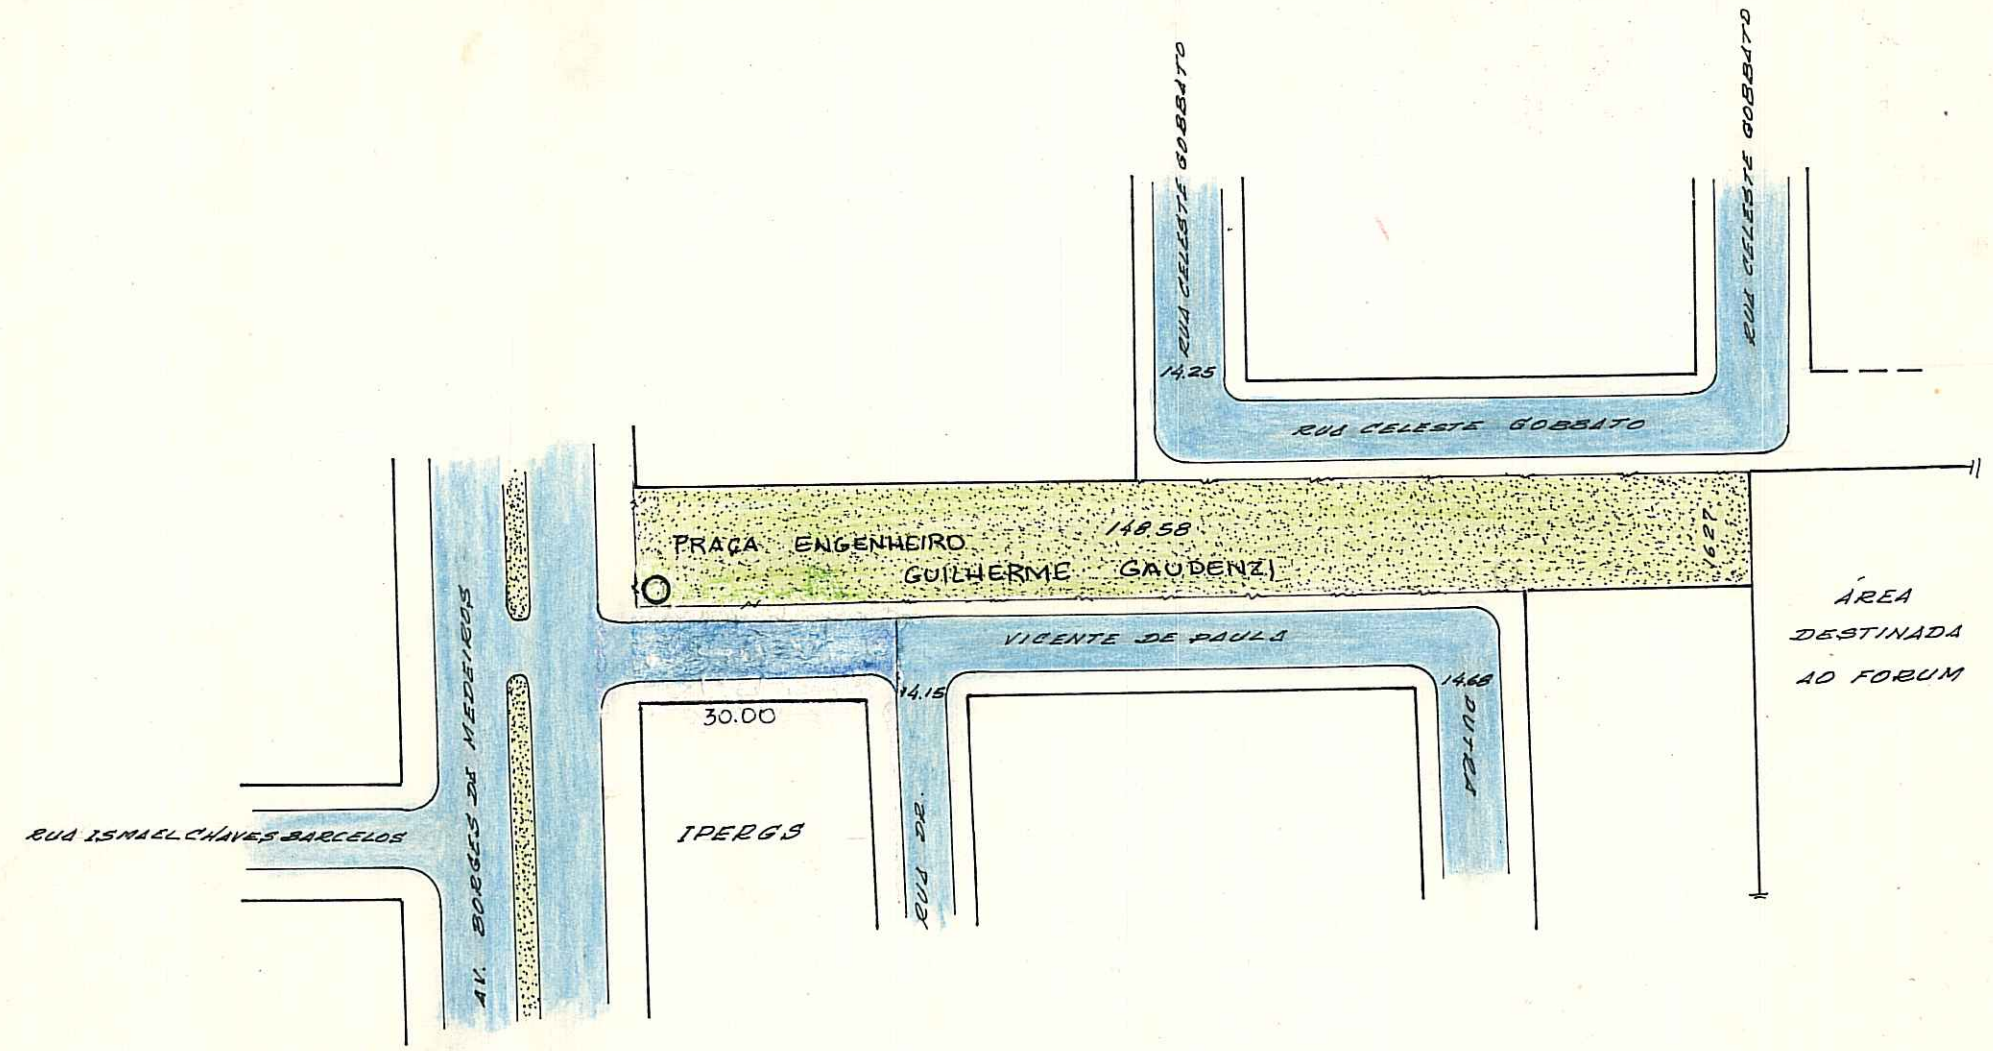 RUA CELESTE GOBBATO
RUA CELESTE GOBBATO
14.25
RUA CELESTE GOBBATO
148.58
PRAÇA ENGENHEIRO
GUILHERME GAUDENZI
16.27
ÁREA
DESTINADA
AO FORUM
VICENTE DE PAULA
14.15
14.68
DUTRA
30.00
AV. BORGES DE MEDEIROS
RUA ISMAEL CHAVES BARCELOS
IPERGS
RUA DR.